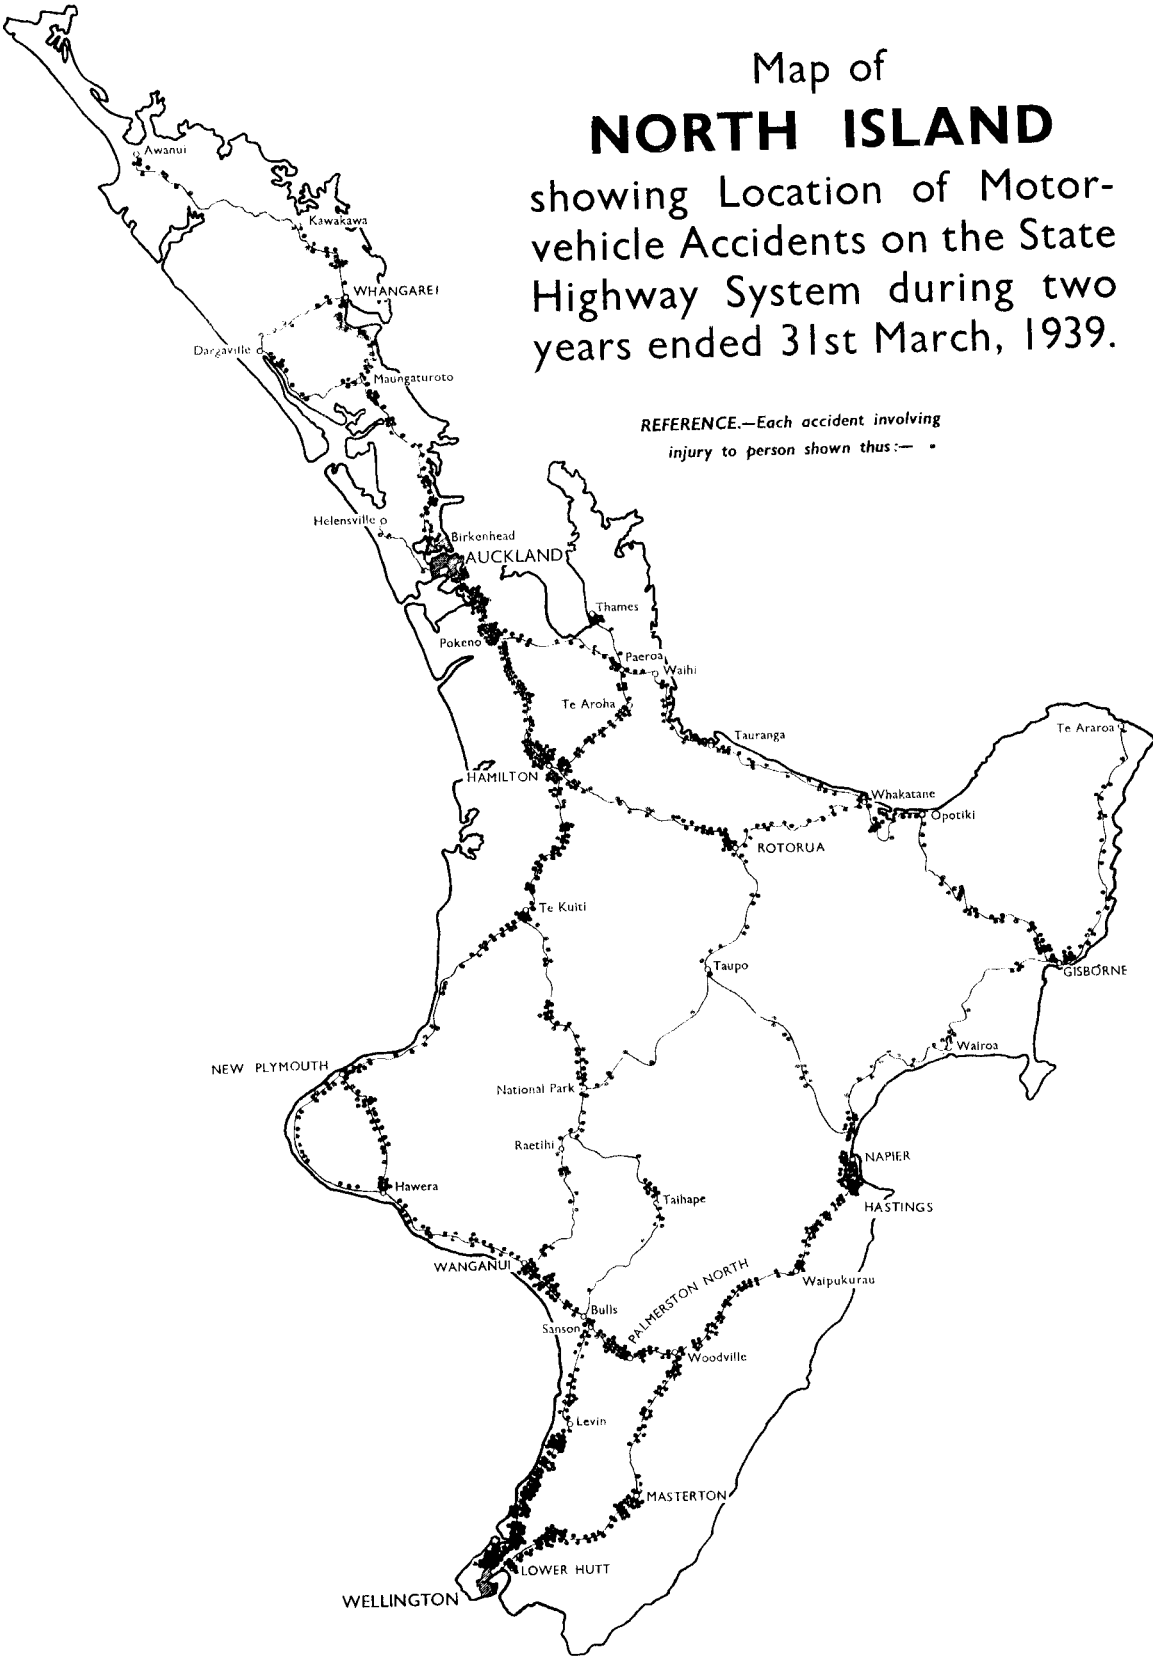 Map of
NORTH ISLAND
showing Location of Motor-
vehicle Accidents on the State
Highway System during two
years ended 31st March, 1939.
REFERENCE.—Each accident involving
injury to person shown thus:—
Awanui
Kawakawa
WHANGAREI
Dargaville
Maungaturoto
Helensville
Birkenhead
AUCKLAND
Thames
Pokeno
Paeroa
Waihi
Te Aroha
Tauranga
Te Araroa
HAMILTON
Whakatane
Opotiki
ROTORUA
Te Kuiti
Taupo
GISBORNE
Wairoa
NEW PLYMOUTH
National Park
Raetihi
NAPIER
Hawera
Taihape
HASTINGS
WANGANUI
Waipukurau
PALMERSTON NORTH
Bulls
Sanson
Woodville
Levin
MASTERTON
LOWER HUTT
WELLINGTON